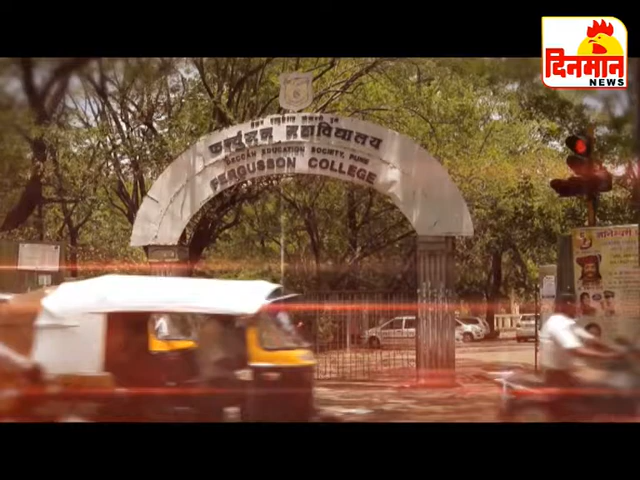 दिनमान
NEWS
फर्ग्युसन महाविद्यालय
DECCAN EDUCATION SOCIETY, PUNE
FERGUSSON COLLEGE